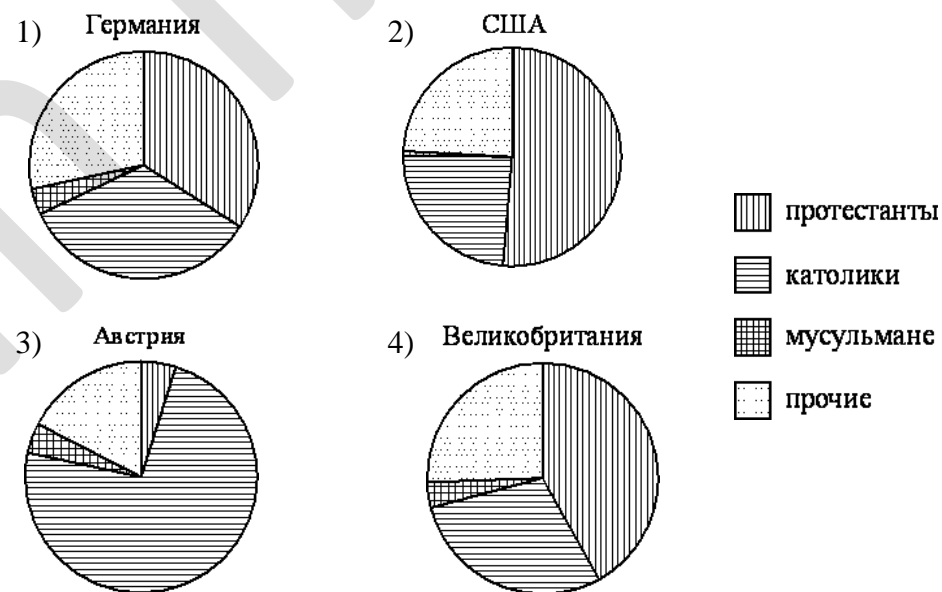 1) Германия
2) США
протестанты
католики
мусульмане
прочие
3) Австрия
4) Великобритания